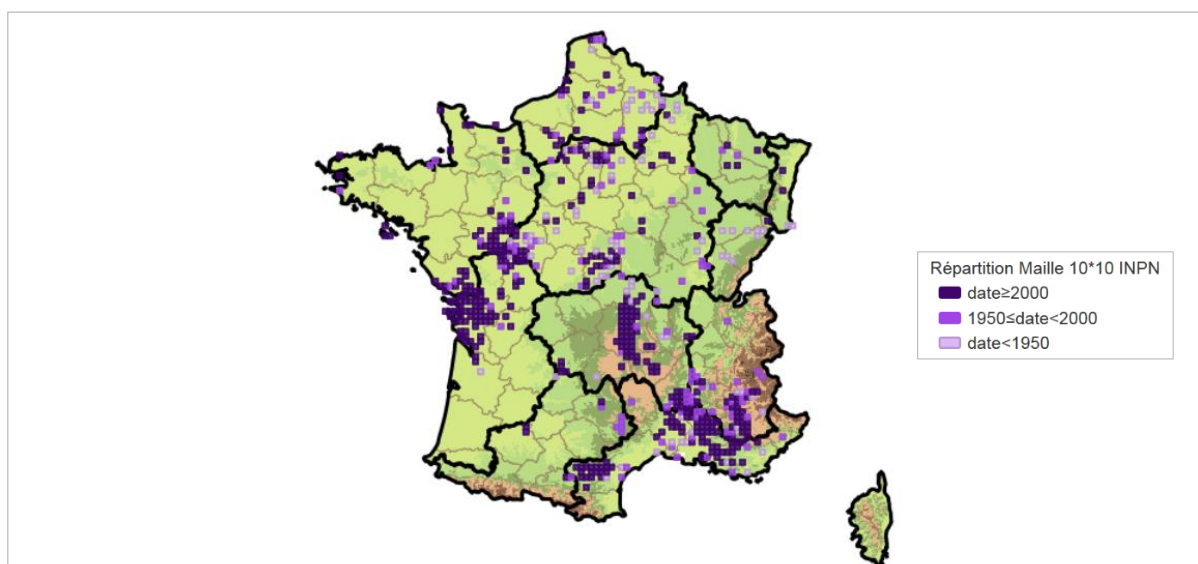 Répartition Maille 10*10 INPN
date≥2000
1950≤date<2000
date<1950